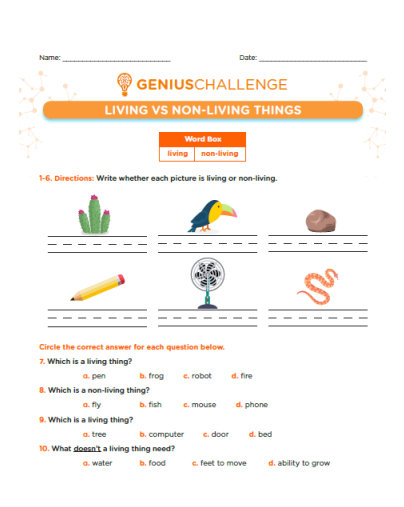 Name: ____________________________ Date: ____________________________
GENIUSCHALLENGE
LIVING VS NON-LIVING THINGS
Word Box
living non-living
1-6. Directions: Write whether each picture is living or non-living.
Circle the correct answer for each question below.
7. Which is a living thing?
a. pen b. frog c. robot d. fire
8. Which is a non-living thing?
a. fly b. fish c. mouse d. phone
9. Which is a living thing?
a. tree b. computer c. door d. bed
10. What doesn't a living thing need?
a. water b. food c. feet to move d. ability to grow